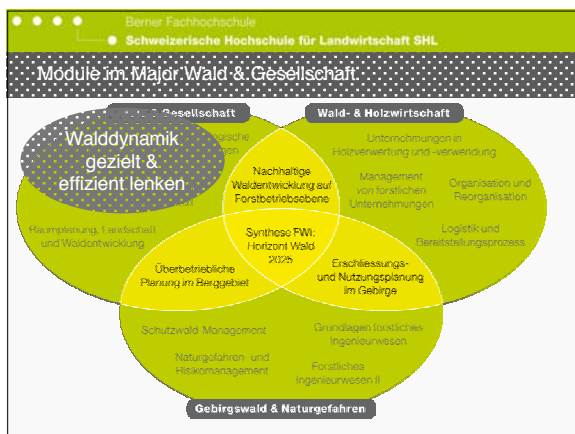 Berner Fachhochschule
Schweizerische Hochschule für Landwirtschaft SHL
Module im Major Wald & Gesellschaft
Gesellschaft
Wald- & Holzwirtschaft
Walddynamik
gezielt &
effizient lenken
Unternehmungen in
Holzverwertung und -verwendung
Nachhaltige
Waldentwicklung auf
Forstbetriebsebene
Management
von forstlichen
Unternehmungen
Organisation und
Reorganisation
Raumplanung, Landschaft
und Waldentwicklung
Synthese FWI:
Horizont Wald
2025
Logistik und
Bereitstellungsprozess
Überbetriebliche
Planung im Berggebiet
Erschliessungs-
und Nutzungsplanung
im Gebirge
Schutzwald-Management
Grundlagen forstliches
Ingenieurwesen
Naturgefahren- und
Risikomanagement
Forstliches
Ingenieurwesen II
Gebirgswald & Naturgefahren